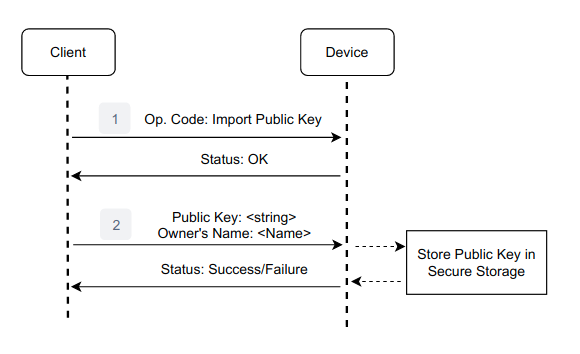 Client
Device
1
Op. Code: Import Public Key
Status: OK
2
Public Key: <string>
Owner's Name: <Name>
Store Public Key in
Secure Storage
Status: Success/Failure